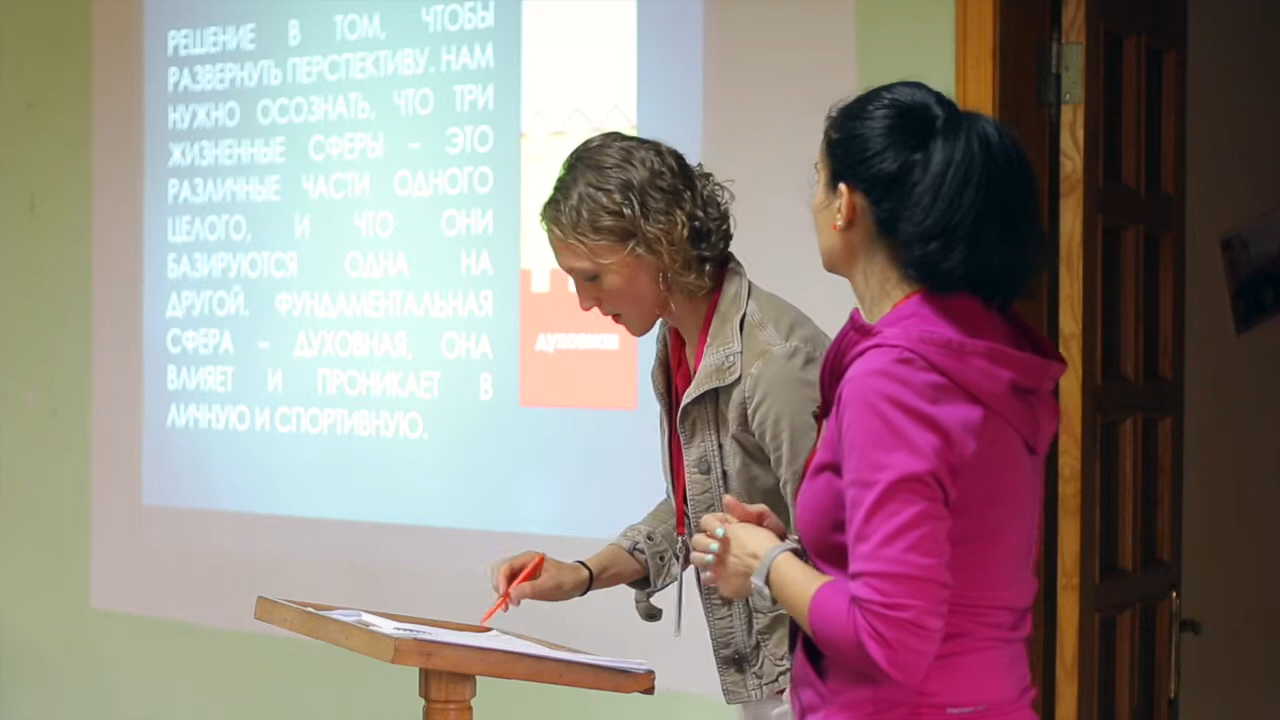 РЕШЕНИЕ В ТОМ, ЧТОБЫ
РАЗВЕРНУТЬ ПЕРСПЕКТИВУ. НАМ
НУЖНО ОСОЗНАТЬ, ЧТО ТРИ
ЖИЗНЕННЫЕ СФЕРЫ – ЭТО
РАЗЛИЧНЫЕ ЧАСТИ ОДНОГО
ЦЕЛОГО, И ЧТО ОНИ
БАЗИРУЮТСЯ ОДНА НА
ДРУГОЙ. ФУНДАМЕНТАЛЬНАЯ
СФЕРА – ДУХОВНАЯ, ОНА
ВЛИЯЕТ И ПРОНИКАЕТ В
ЛИЧНУЮ И СПОРТИВНУЮ.
ДУХОВНАЯ